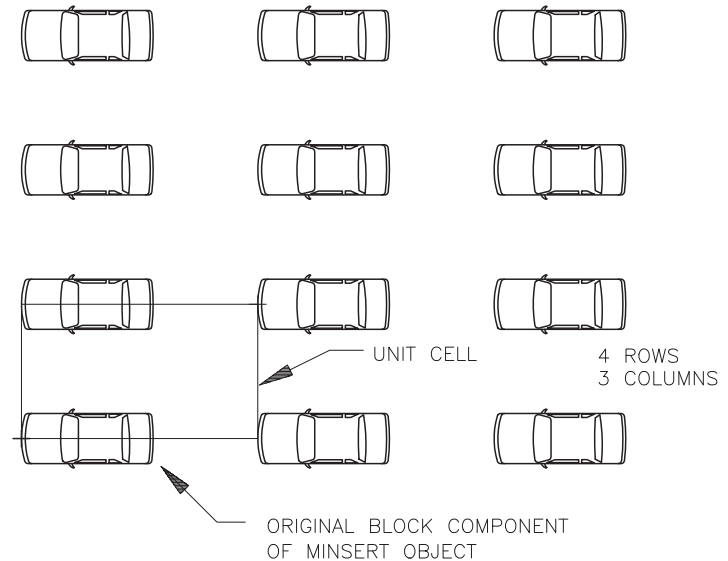 UNIT CELL
4 ROWS
3 COLUMNS
ORIGINAL BLOCK COMPONENT
OF MINSERT OBJECT